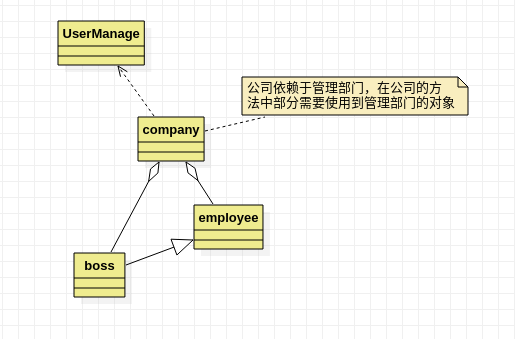 UserManage
公司依赖于管理部门，在公司的方
法中部分需要使用到管理部门的对象
company
employee
boss